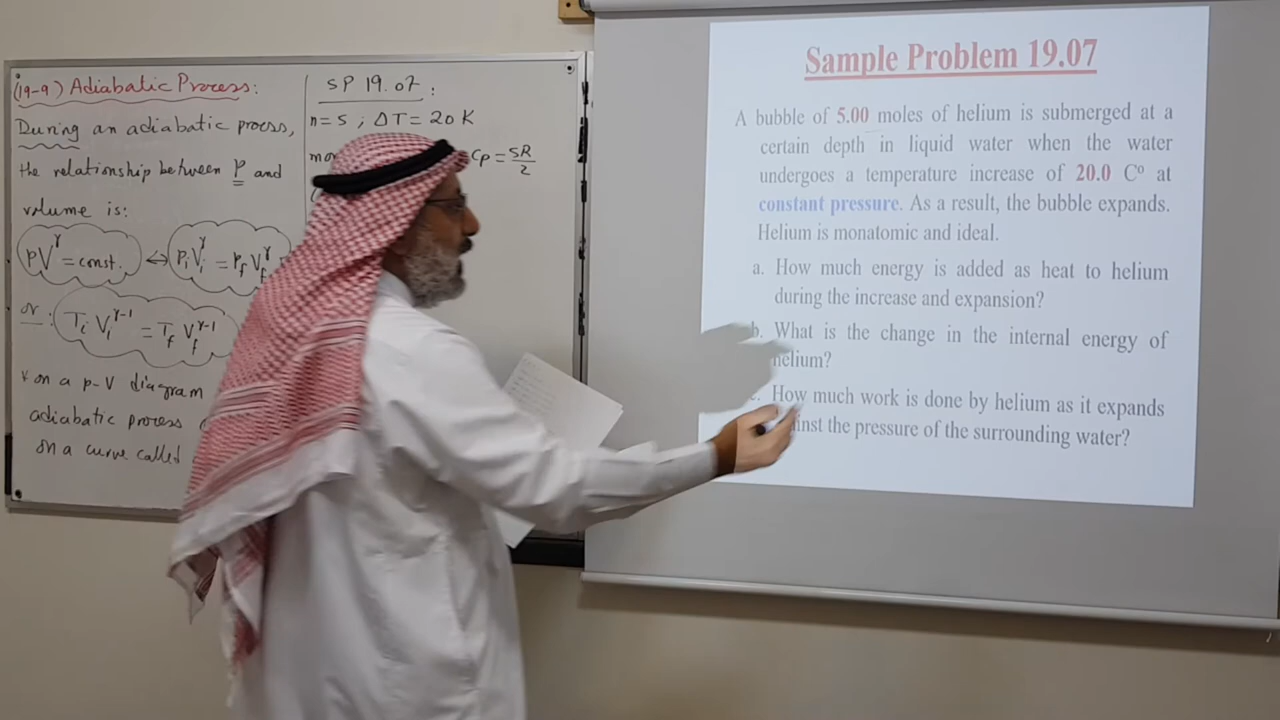 (19-9) Adiabatic Process:
During an adiabatic process,
the relationship between P and
volume is:
PV^γ = const. ↔ P_i V_i^γ = P_f V_f^γ
or: T_i V_i^γ-1 = T_f V_f^γ-1
* on a p-V diagram
adiabatic process
on a curve called
SP 19.07 :
n = 5 ; ΔT = 20 K
Cp = 5R/2
Sample Problem 19.07
A bubble of 5.00 moles of helium is submerged at a
certain depth in liquid water when the water
undergoes a temperature increase of 20.0 C° at
constant pressure. As a result, the bubble expands.
Helium is monatomic and ideal.
a. How much energy is added as heat to helium
during the increase and expansion?
b. What is the change in the internal energy of
helium?
How much work is done by helium as it expands
the pressure of the surrounding water?